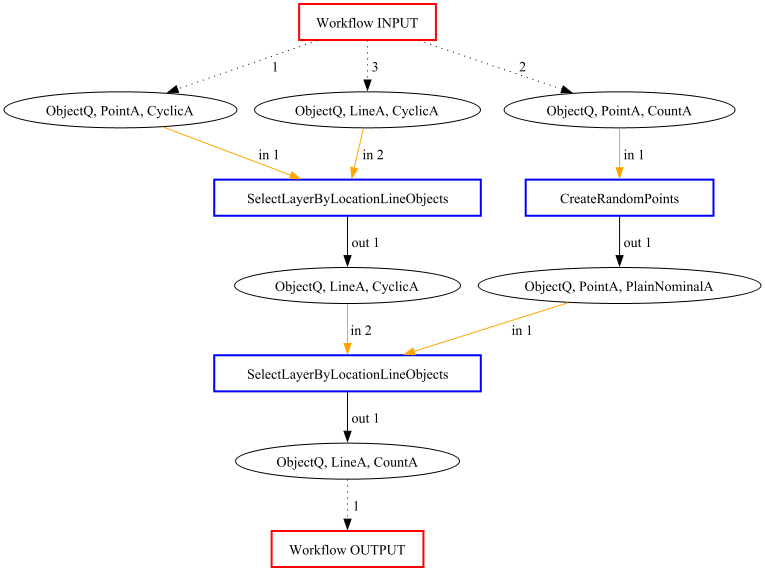 Workflow INPUT
1
3
2
ObjectQ, PointA, CyclicA
ObjectQ, LineA, CyclicA
ObjectQ, PointA, CountA
in 1
in 2
in 1
SelectLayerByLocationLineObjects
CreateRandomPoints
out 1
out 1
ObjectQ, LineA, CyclicA
ObjectQ, PointA, PlainNominalA
in 2
in 1
SelectLayerByLocationLineObjects
out 1
ObjectQ, LineA, CountA
1
Workflow OUTPUT